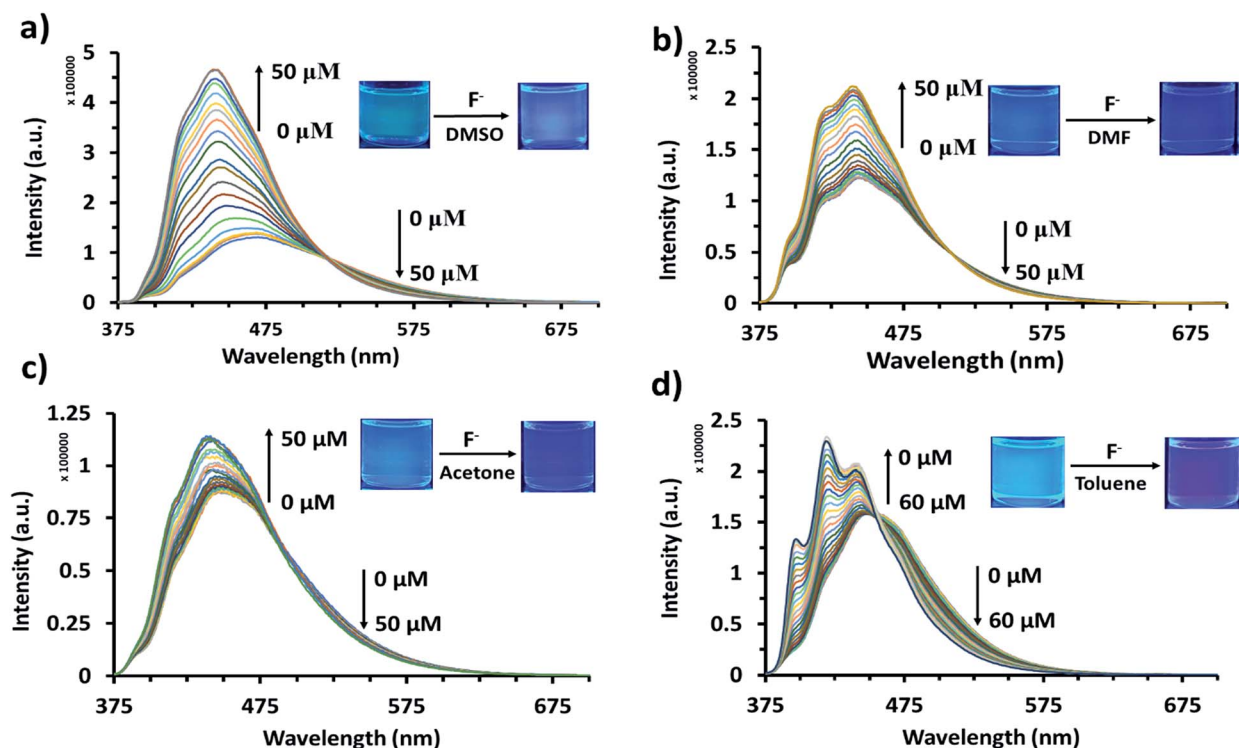 a)
x 100000
Intensity (a.u.)
5
4
3
2
1
0
50 µM
0 µM
F-
DMSO
0 µM
50 µM
375
475
575
675
Wavelength (nm)
b)
x 100000
Intensity (a.u.)
2.5
2
1.5
1
0.5
0
50 µM
0 µM
F-
DMF
0 µM
50 µM
375
475
575
675
Wavelength (nm)
c)
x 100000
Intensity (a.u.)
1.25
1
0.75
0.5
0.25
0
50 µM
0 µM
F-
Acetone
0 µM
50 µM
375
475
575
675
Wavelength (nm)
d)
x 100000
Intensity (a.u.)
2.5
2
1.5
1
0.5
0
0 µM
60 µM
F-
Toluene
0 µM
60 µM
375
475
575
675
Wavelength (nm)